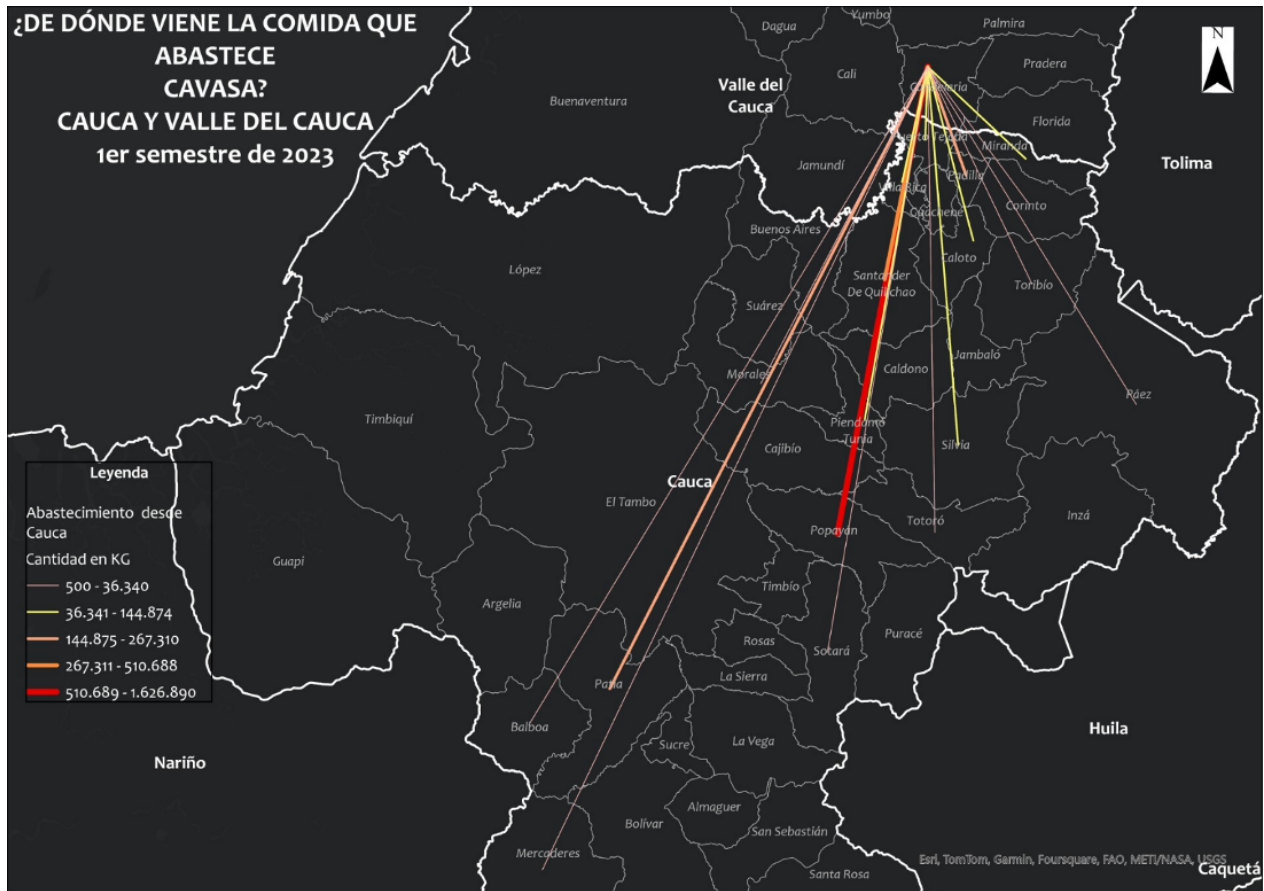 ¿DE DÓNDE VIENE LA COMIDA QUE
ABASTECE
CAVASA?
CAUCA Y VALLE DEL CAUCA
1er semestre de 2023
N
Yumbo
Dagua
Palmira
Cali
Pradera
Valle del
Cauca
Buenaventura
Florida
Miranda
Jamundí
Tolima
Padilla
Villa Rica
Corinto
Guachené
Buenos Aires
Caloto
López
Santander
De Quilichao
Toribío
Suárez
Jambaló
Caldono
Morales
Páez
Timbiquí
Piendamó
Tunía
Silvia
Cajibío
Cauca
El Tambo
Totoró
Inzá
Popayán
Guapi
Timbío
Argelia
Puracé
Rosas
Sotará
La Sierra
Patía
Balboa
Huila
Sucre
La Vega
Nariño
Almaguer
Bolívar
San Sebastián
Mercaderes
Santa Rosa
Caquetá
Leyenda
Abastecimiento desde
Cauca
Cantidad en KG
500 - 36.340
36.341 - 144.874
144.875 - 267.310
267.311 - 510.688
510.689 - 1.626.890
Esri, TomTom, Garmin, Foursquare, FAO, METI/NASA, USGS